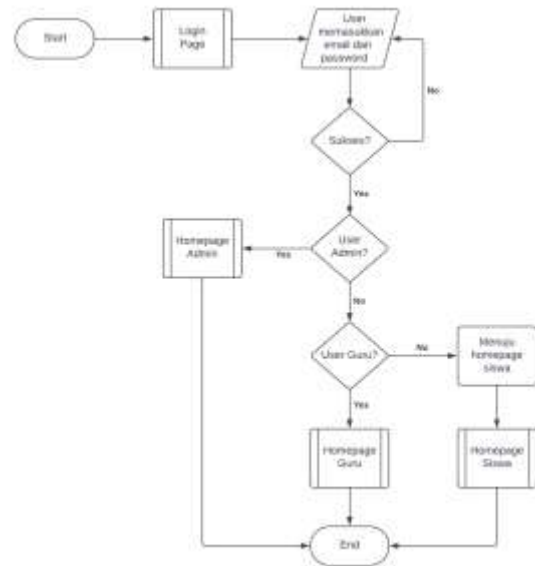 Start
Login
Page
User
memasukkan
email dan
password
No
Sukses?
Yes
User
Admin?
Yes
Homepage
Admin
No
User Guru?
No
Menuju
homepage
siswa
Yes
Homepage
Guru
Homepage
Siswa
End